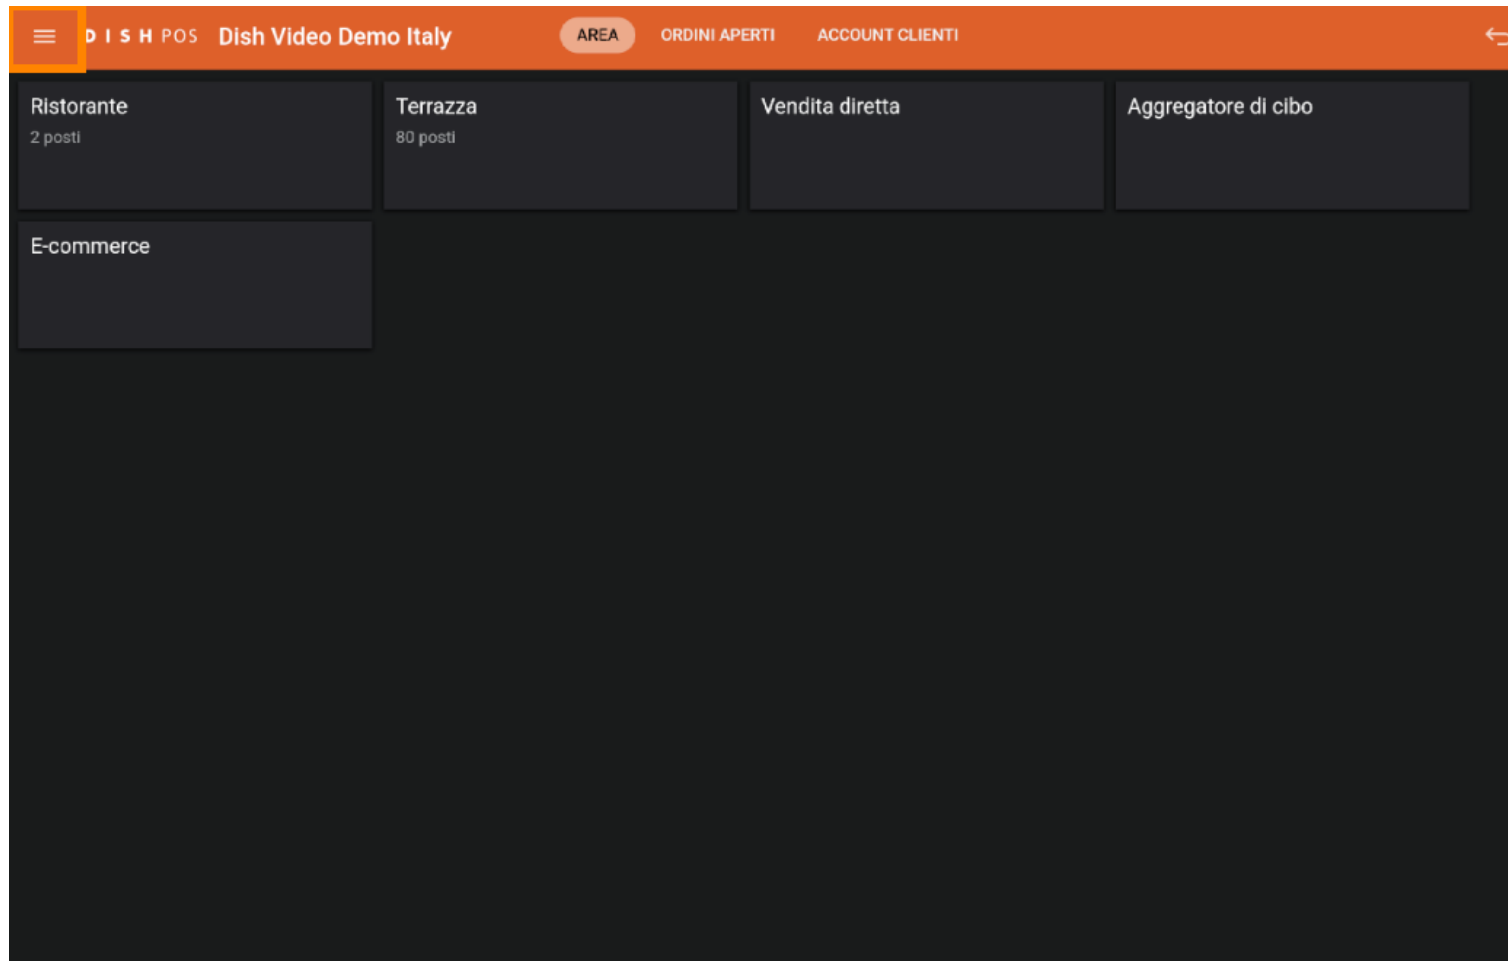 DISH POS Dish Video Demo Italy AREA ORDINI APERTI ACCOUNT CLIENTI
Ristorante
2 posti
Terrazza
80 posti
Vendita diretta
Aggregatore di cibo
E-commerce